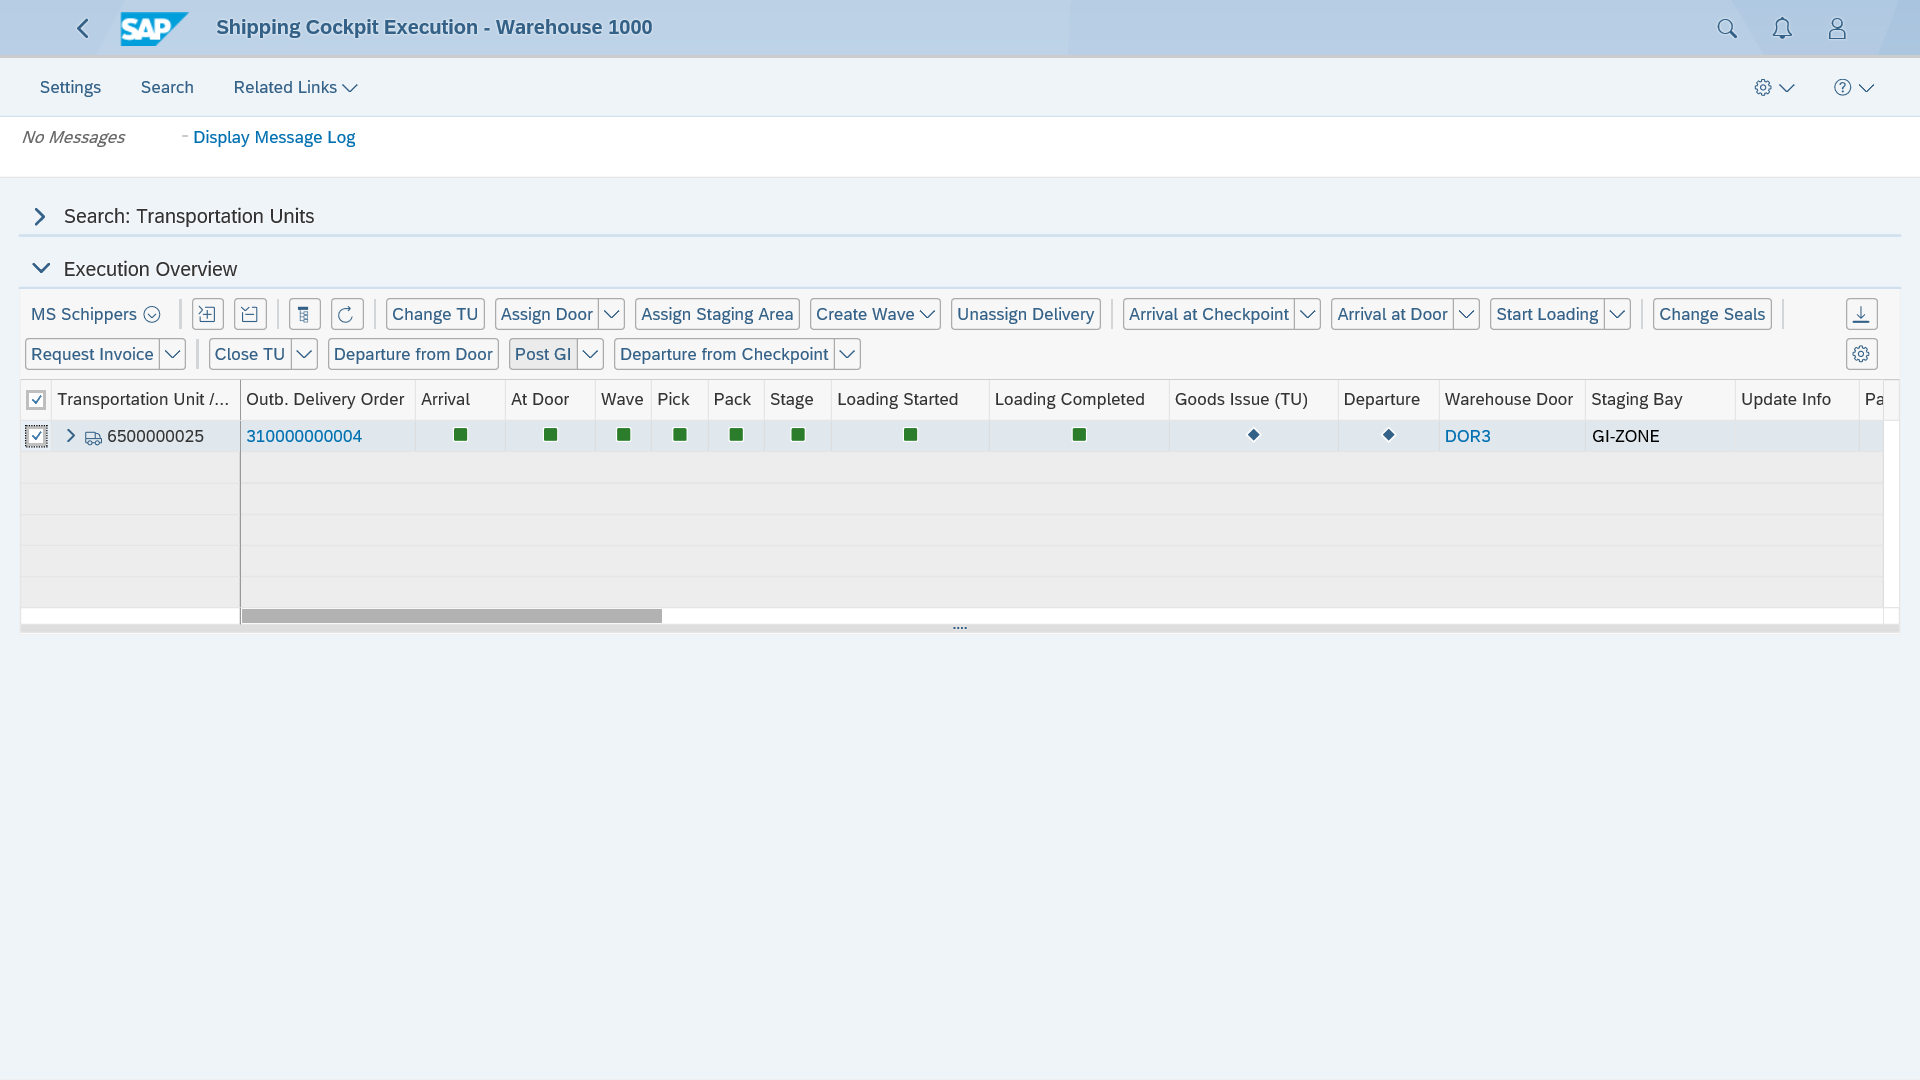 SAP Shipping Cockpit Execution - Warehouse 1000
Settings Search Related Links
No Messages - Display Message Log
Search: Transportation Units
Execution Overview
MS Schippers Change TU Assign Door Assign Staging Area Create Wave Unassign Delivery Arrival at Checkpoint Arrival at Door Start Loading Change Seals
Request Invoice Close TU Departure from Door Post GI Departure from Checkpoint
Transportation Unit /... Outb. Delivery Order Arrival At Door Wave Pick Pack Stage Loading Started Loading Completed Goods Issue (TU) Departure Warehouse Door Staging Bay Update Info Pa
6500000025 310000000004 DOR3 GI-ZONE